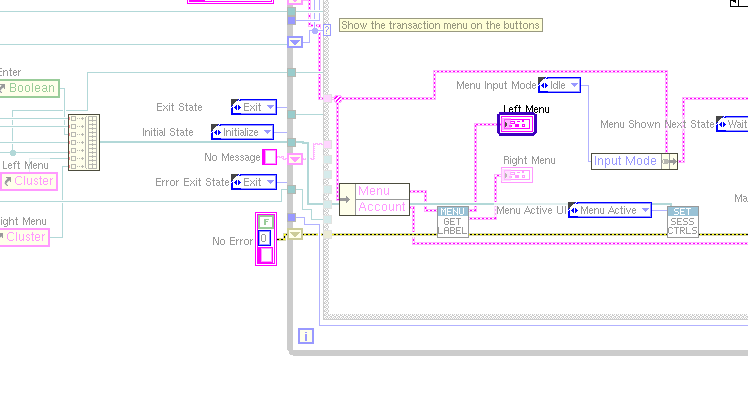 Show the transaction menu on the buttons
?
Enter
Boolean
Menu Input Mode
Idle
Exit State
Exit
Left Menu
Initial State
Initialize
Menu Shown Next State
Wait
No Message
Input Mode
Left Menu
Right Menu
Cluster
Error Exit State
Exit
Menu
Account
Menu Active UI
Menu Active
MENU
GET
LABEL
SET
SESS
CTRLS
Ma
ight Menu
Cluster
No Error
F
0
i